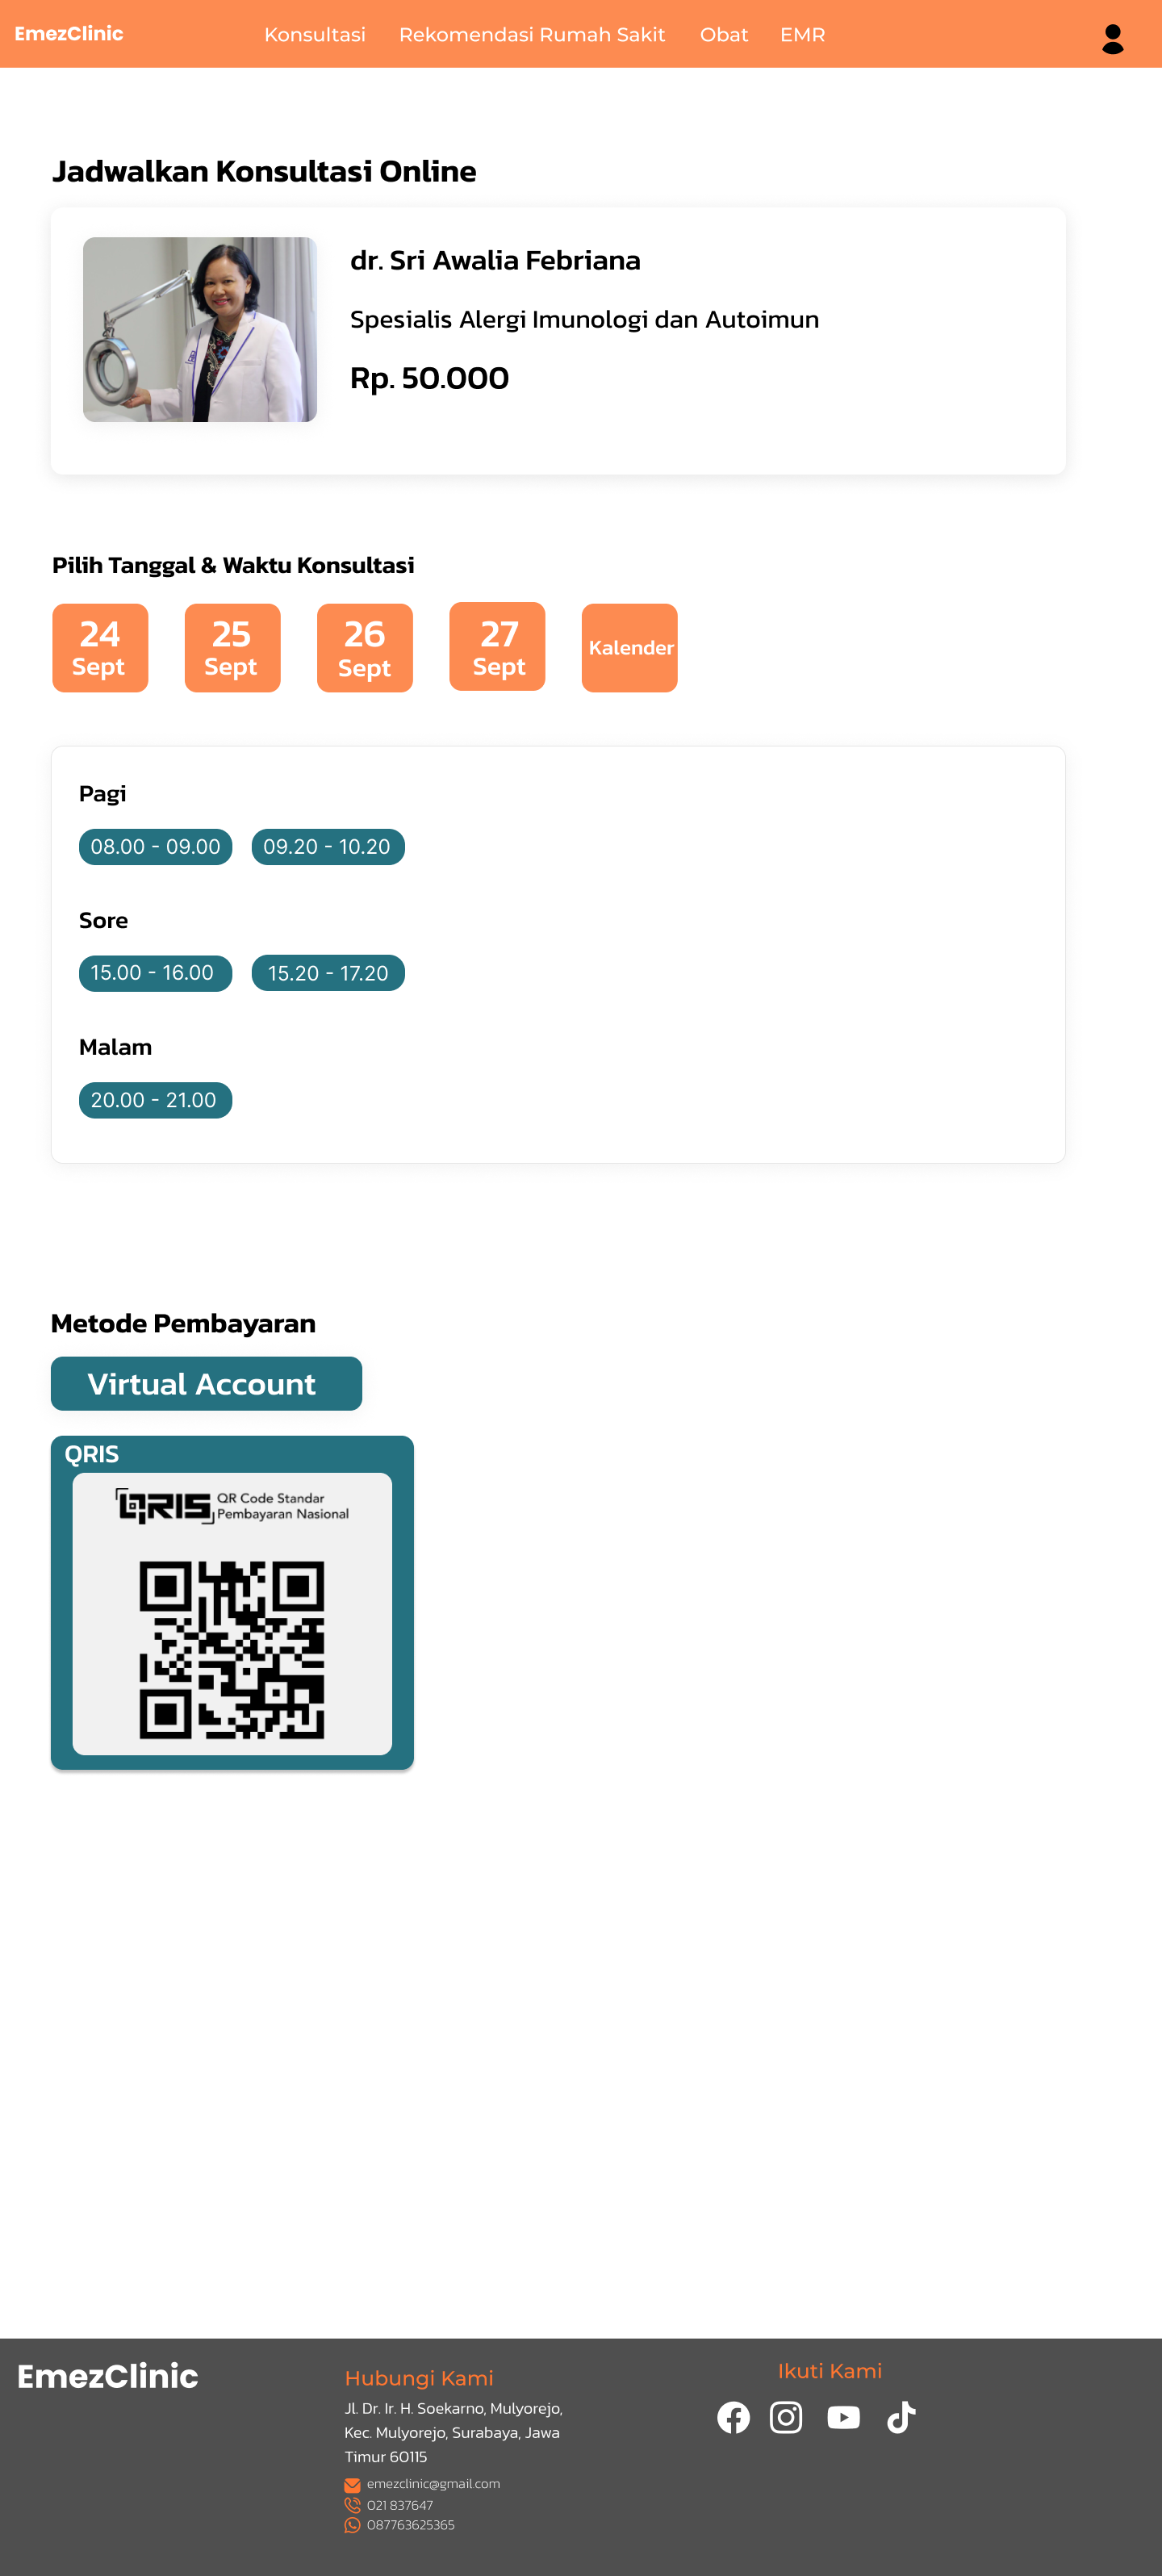 EmezClinic
Konsultasi
Rekomendasi Rumah Sakit
Obat
EMR
Jadwalkan Konsultasi Online
dr. Sri Awalia Febriana
Spesialis Alergi Imunologi dan Autoimun
Rp. 50.000
Pilih Tanggal & Waktu Konsultasi
24
Sept
25
Sept
26
Sept
27
Sept
Kalender
Pagi
08.00 - 09.00
09.20 - 10.20
Sore
15.00 - 16.00
15.20 - 17.20
Malam
20.00 - 21.00
Metode Pembayaran
Virtual Account
QRIS
QRIS
QR Code Standar
Pembayaran Nasional
EmezClinic
Hubungi Kami
Jl. Dr. Ir. H. Soekarno, Mulyorejo,
Kec. Mulyorejo, Surabaya, Jawa
Timur 60115
emezclinic@gmail.com
021 837647
087763625365
Ikuti Kami